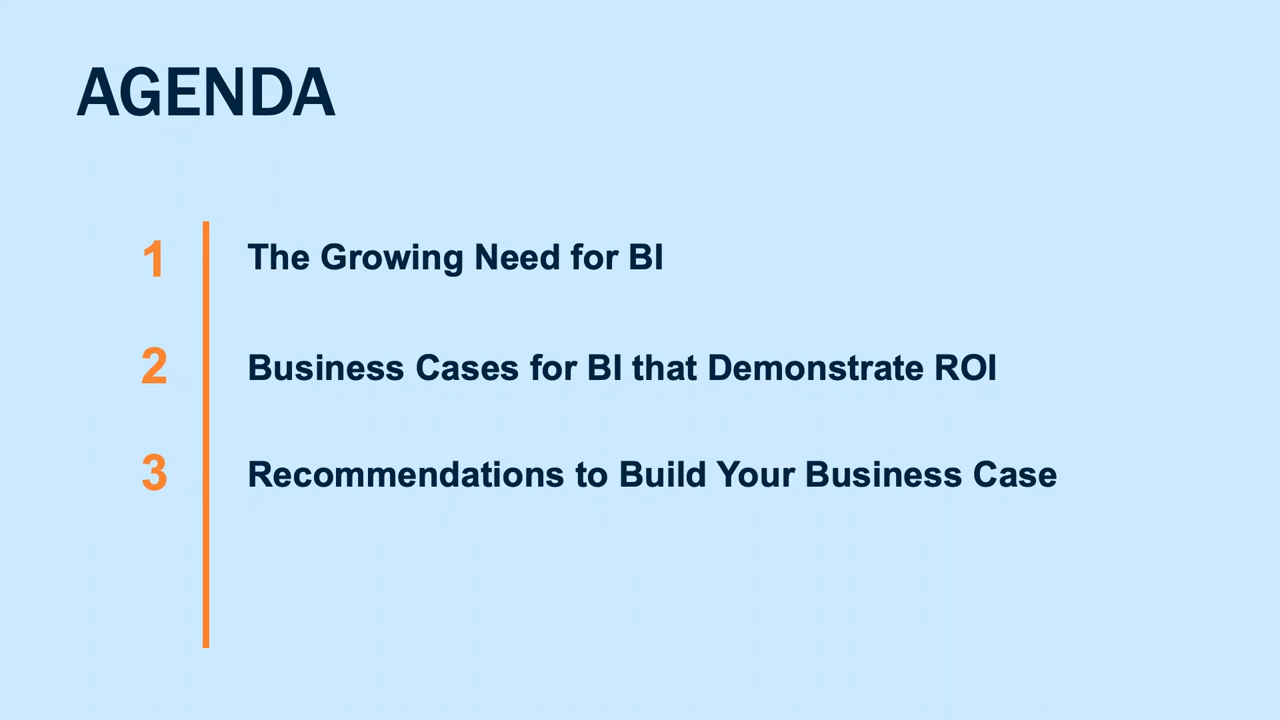 AGENDA
1 The Growing Need for BI
2 Business Cases for BI that Demonstrate ROI
3 Recommendations to Build Your Business Case